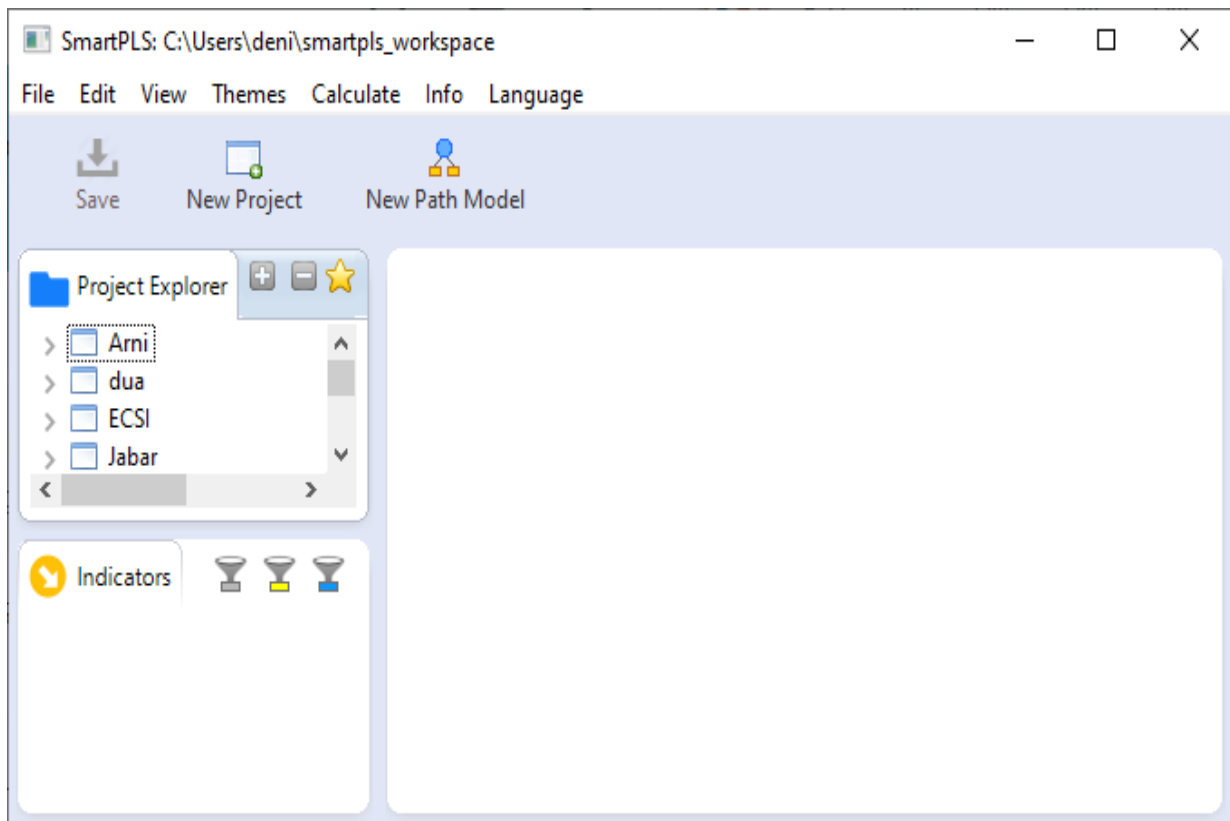 SmartPLS: C:\Users\deni\smartpls_workspace
File Edit View Themes Calculate Info Language
Save New Project New Path Model
Project Explorer
Arni
dua
ECSI
Jabar
Indicators